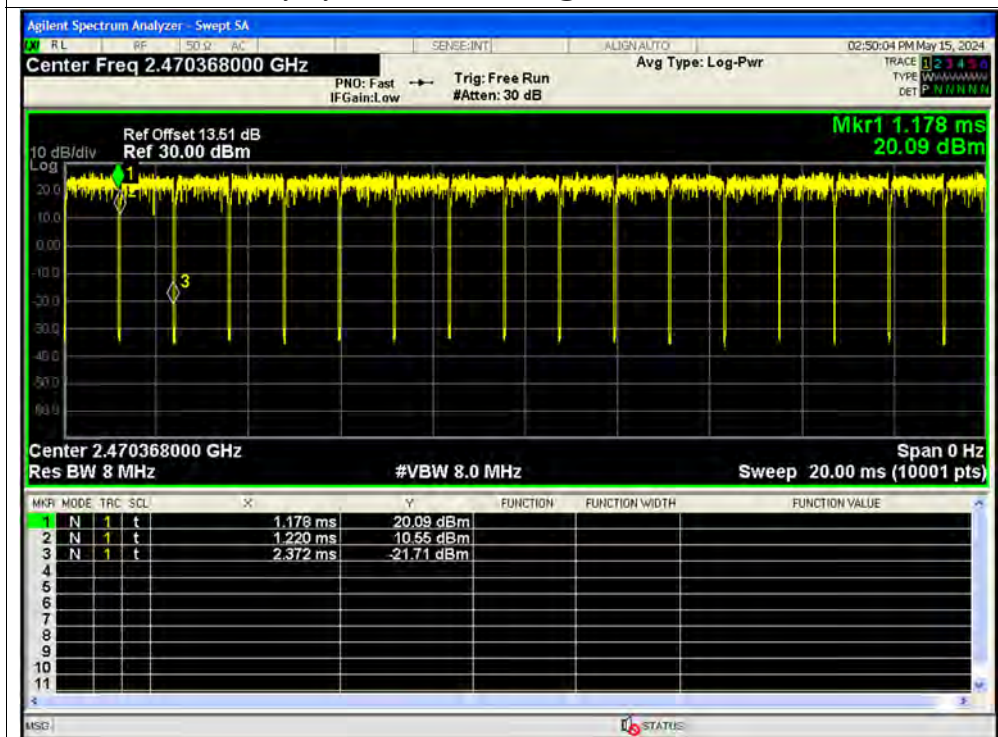 Agilent Spectrum Analyzer - Swept SA
RL RF 50 Ω AC SENSE:INT ALIGN AUTO 02:50:04 PM May 15, 2024
Center Freq 2.470368000 GHz
PNO: Fast
IFGain:Low
Trig: Free Run
#Atten: 30 dB
Avg Type: Log-Pwr
TRACE 1 2 3 4 5 6
TYPE W
DET P N N N N N
Ref Offset 13.51 dB
Ref 30.00 dBm
10 dB/div
Log
Mkr1 1.178 ms
20.09 dBm
1
2
3
20.0
10.0
0.00
-10.0
-20.0
-30.0
-40.0
-50.0
-60.0
Center 2.470368000 GHz
Res BW 8 MHz
#VBW 8.0 MHz
Span 0 Hz
Sweep 20.00 ms (10001 pts)
MKR MODE TRC SCL X Y FUNCTION FUNCTION WIDTH FUNCTION VALUE
1 N 1 t 1.178 ms 20.09 dBm
2 N 1 t 1.220 ms 10.55 dBm
3 N 1 t 2.372 ms -21.71 dBm
4
5
6
7
8
9
10
11
MSG STATUS